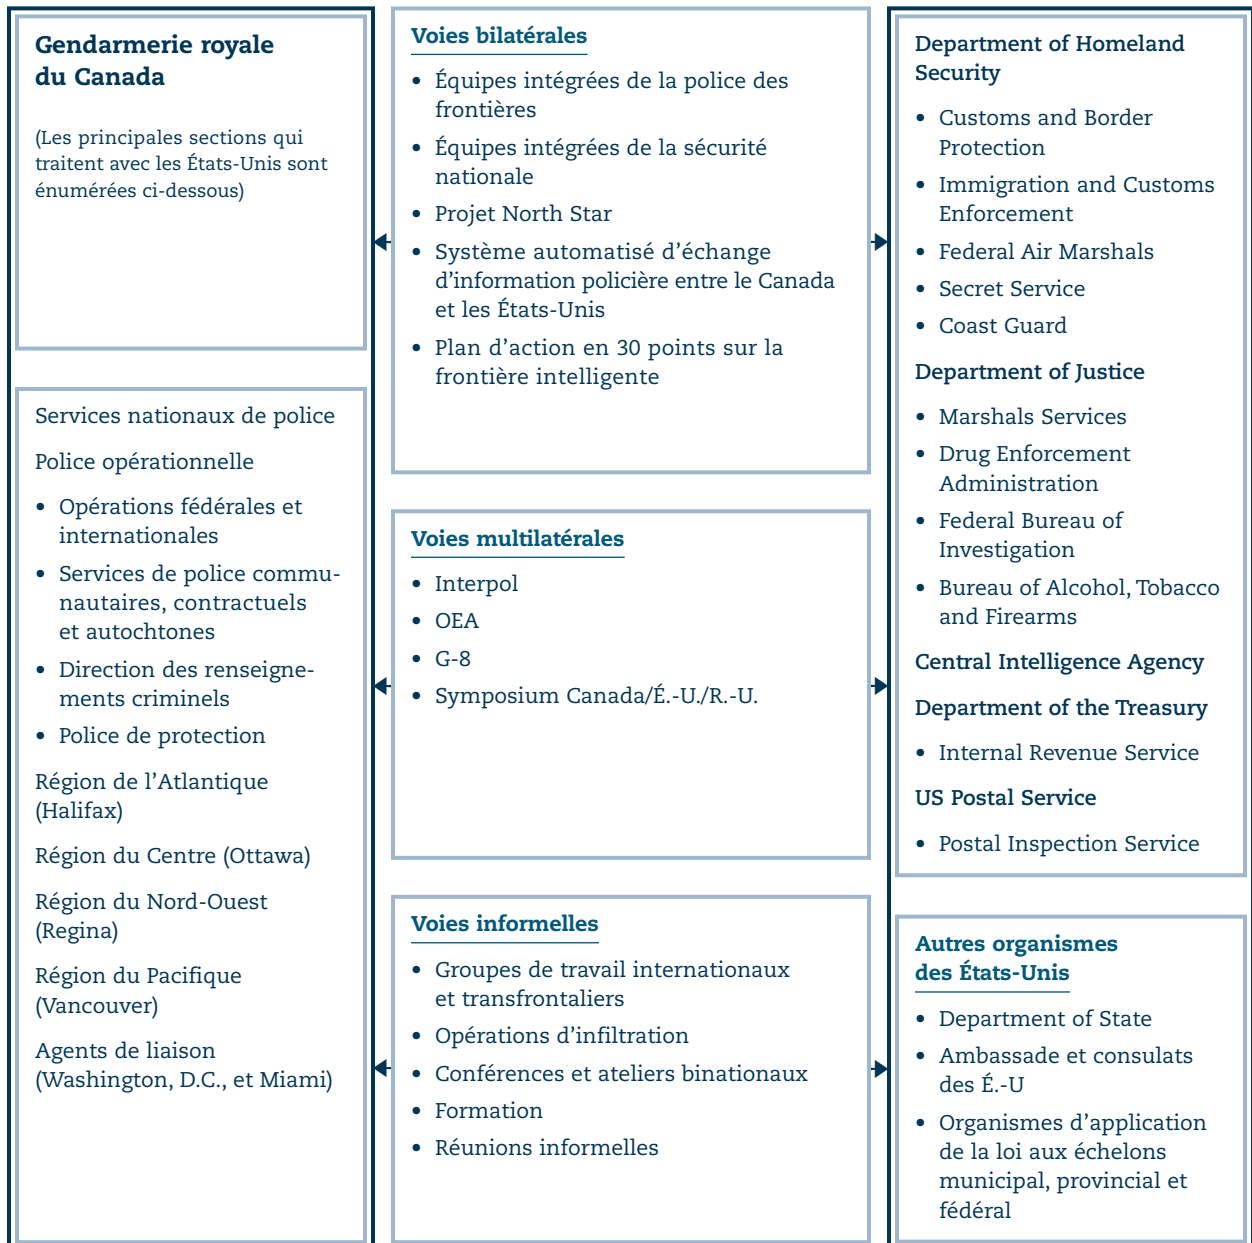 Gendarmerie royale
du Canada
(Les principales sections qui
traitent avec les États-Unis sont
énumérées ci-dessous)
Services nationaux de police
Police opérationnelle
• Opérations fédérales et
internationales
• Services de police commu-
nautaires, contractuels
et autochtones
• Direction des renseigne-
ments criminels
• Police de protection
Région de l'Atlantique
(Halifax)
Région du Centre (Ottawa)
Région du Nord-Ouest
(Regina)
Région du Pacifique
(Vancouver)
Agents de liaison
(Washington, D.C., et Miami)
Voies bilatérales
• Équipes intégrées de la police des
frontières
• Équipes intégrées de la sécurité
nationale
• Projet North Star
• Système automatisé d'échange
d'information policière entre le Canada
et les États-Unis
• Plan d'action en 30 points sur la
frontière intelligente
Voies multilatérales
• Interpol
• OEA
• G-8
• Symposium Canada/É.-U./R.-U.
Voies informelles
• Groupes de travail internationaux
et transfrontaliers
• Opérations d'infiltration
• Conférences et ateliers binationaux
• Formation
• Réunions informelles
Department of Homeland
Security
• Customs and Border
Protection
• Immigration and Customs
Enforcement
• Federal Air Marshals
• Secret Service
• Coast Guard
Department of Justice
• Marshals Services
• Drug Enforcement
Administration
• Federal Bureau of
Investigation
• Bureau of Alcohol, Tobacco
and Firearms
Central Intelligence Agency
Department of the Treasury
• Internal Revenue Service
US Postal Service
• Postal Inspection Service
Autres organismes
des États-Unis
• Department of State
• Ambassade et consulats
des É.-U
• Organismes d'application
de la loi aux échelons
municipal, provincial et
fédéral